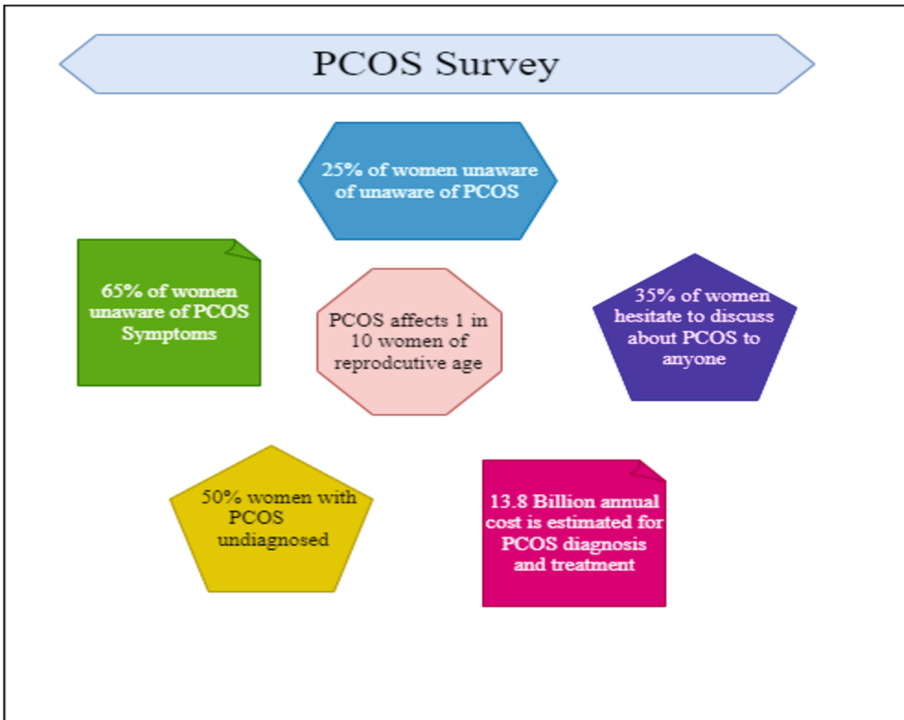 PCOS Survey
25% of women unaware
of unaware of PCOS
65% of women
unaware of PCOS
Symptoms
PCOS affects 1 in
10 women of
reprodcutive age
35% of women
hesitate to discuss
about PCOS to
anyone
50% women with
PCOS
undiagnosed
13.8 Billion annual
cost is estimated for
PCOS diagnosis
and treatment